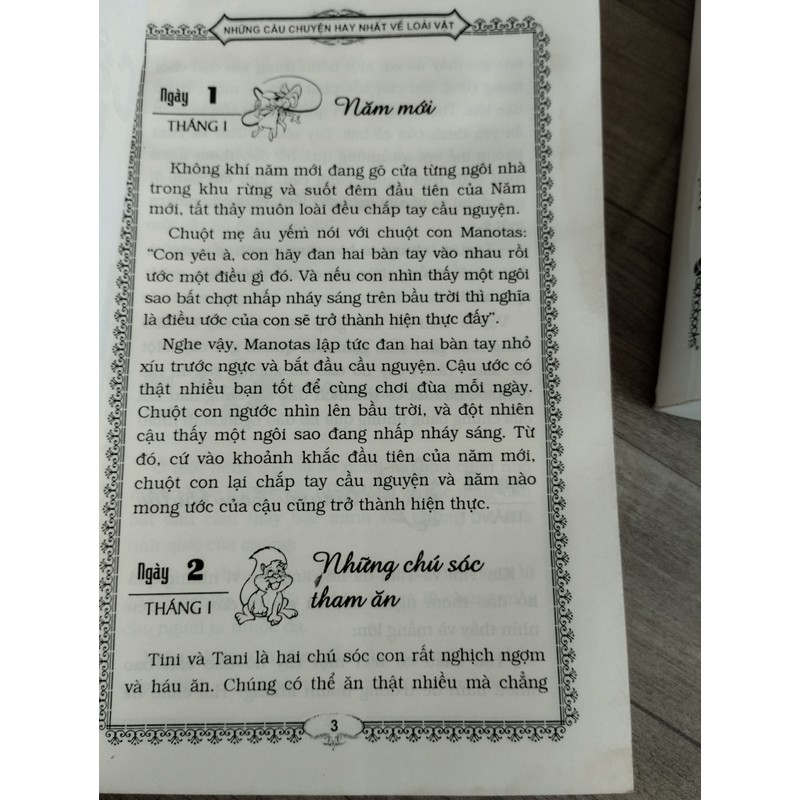 NHỮNG CÂU CHUYỆN HAY NHẤT VỀ LOÀI VẬT
Ngày 1
THÁNG I
Năm mới
Không khí năm mới đang gõ cửa từng ngôi nhà
trong khu rừng và suốt đêm đầu tiên của Năm
mới, tất thảy muôn loài đều chắp tay cầu nguyện.
Chuột mẹ âu yếm nói với chuột con Manotas:
“Con yêu à, con hãy đan hai bàn tay vào nhau rồi
ước một điều gì đó. Và nếu con nhìn thấy một ngôi
sao bất chợt nhấp nháy sáng trên bầu trời thì nghĩa
là điều ước của con sẽ trở thành hiện thực đấy”.
Nghe vậy, Manotas lập tức đan hai bàn tay nhỏ
xíu trước ngực và bắt đầu cầu nguyện. Cậu ước có
thật nhiều bạn tốt để cùng chơi đùa mỗi ngày.
Chuột con ngước nhìn lên bầu trời, và đột nhiên
cậu thấy một ngôi sao đang nhấp nháy sáng. Từ
đó, cứ vào khoảnh khắc đầu tiên của năm mới,
chuột con lại chắp tay cầu nguyện và năm nào
mong ước của cậu cũng trở thành hiện thực.
Ngày 2
THÁNG I
Những chú sóc
tham ăn
Tini và Tani là hai chú sóc con rất nghịch ngợm
và háu ăn. Chúng có thể ăn thật nhiều mà chẳng
3